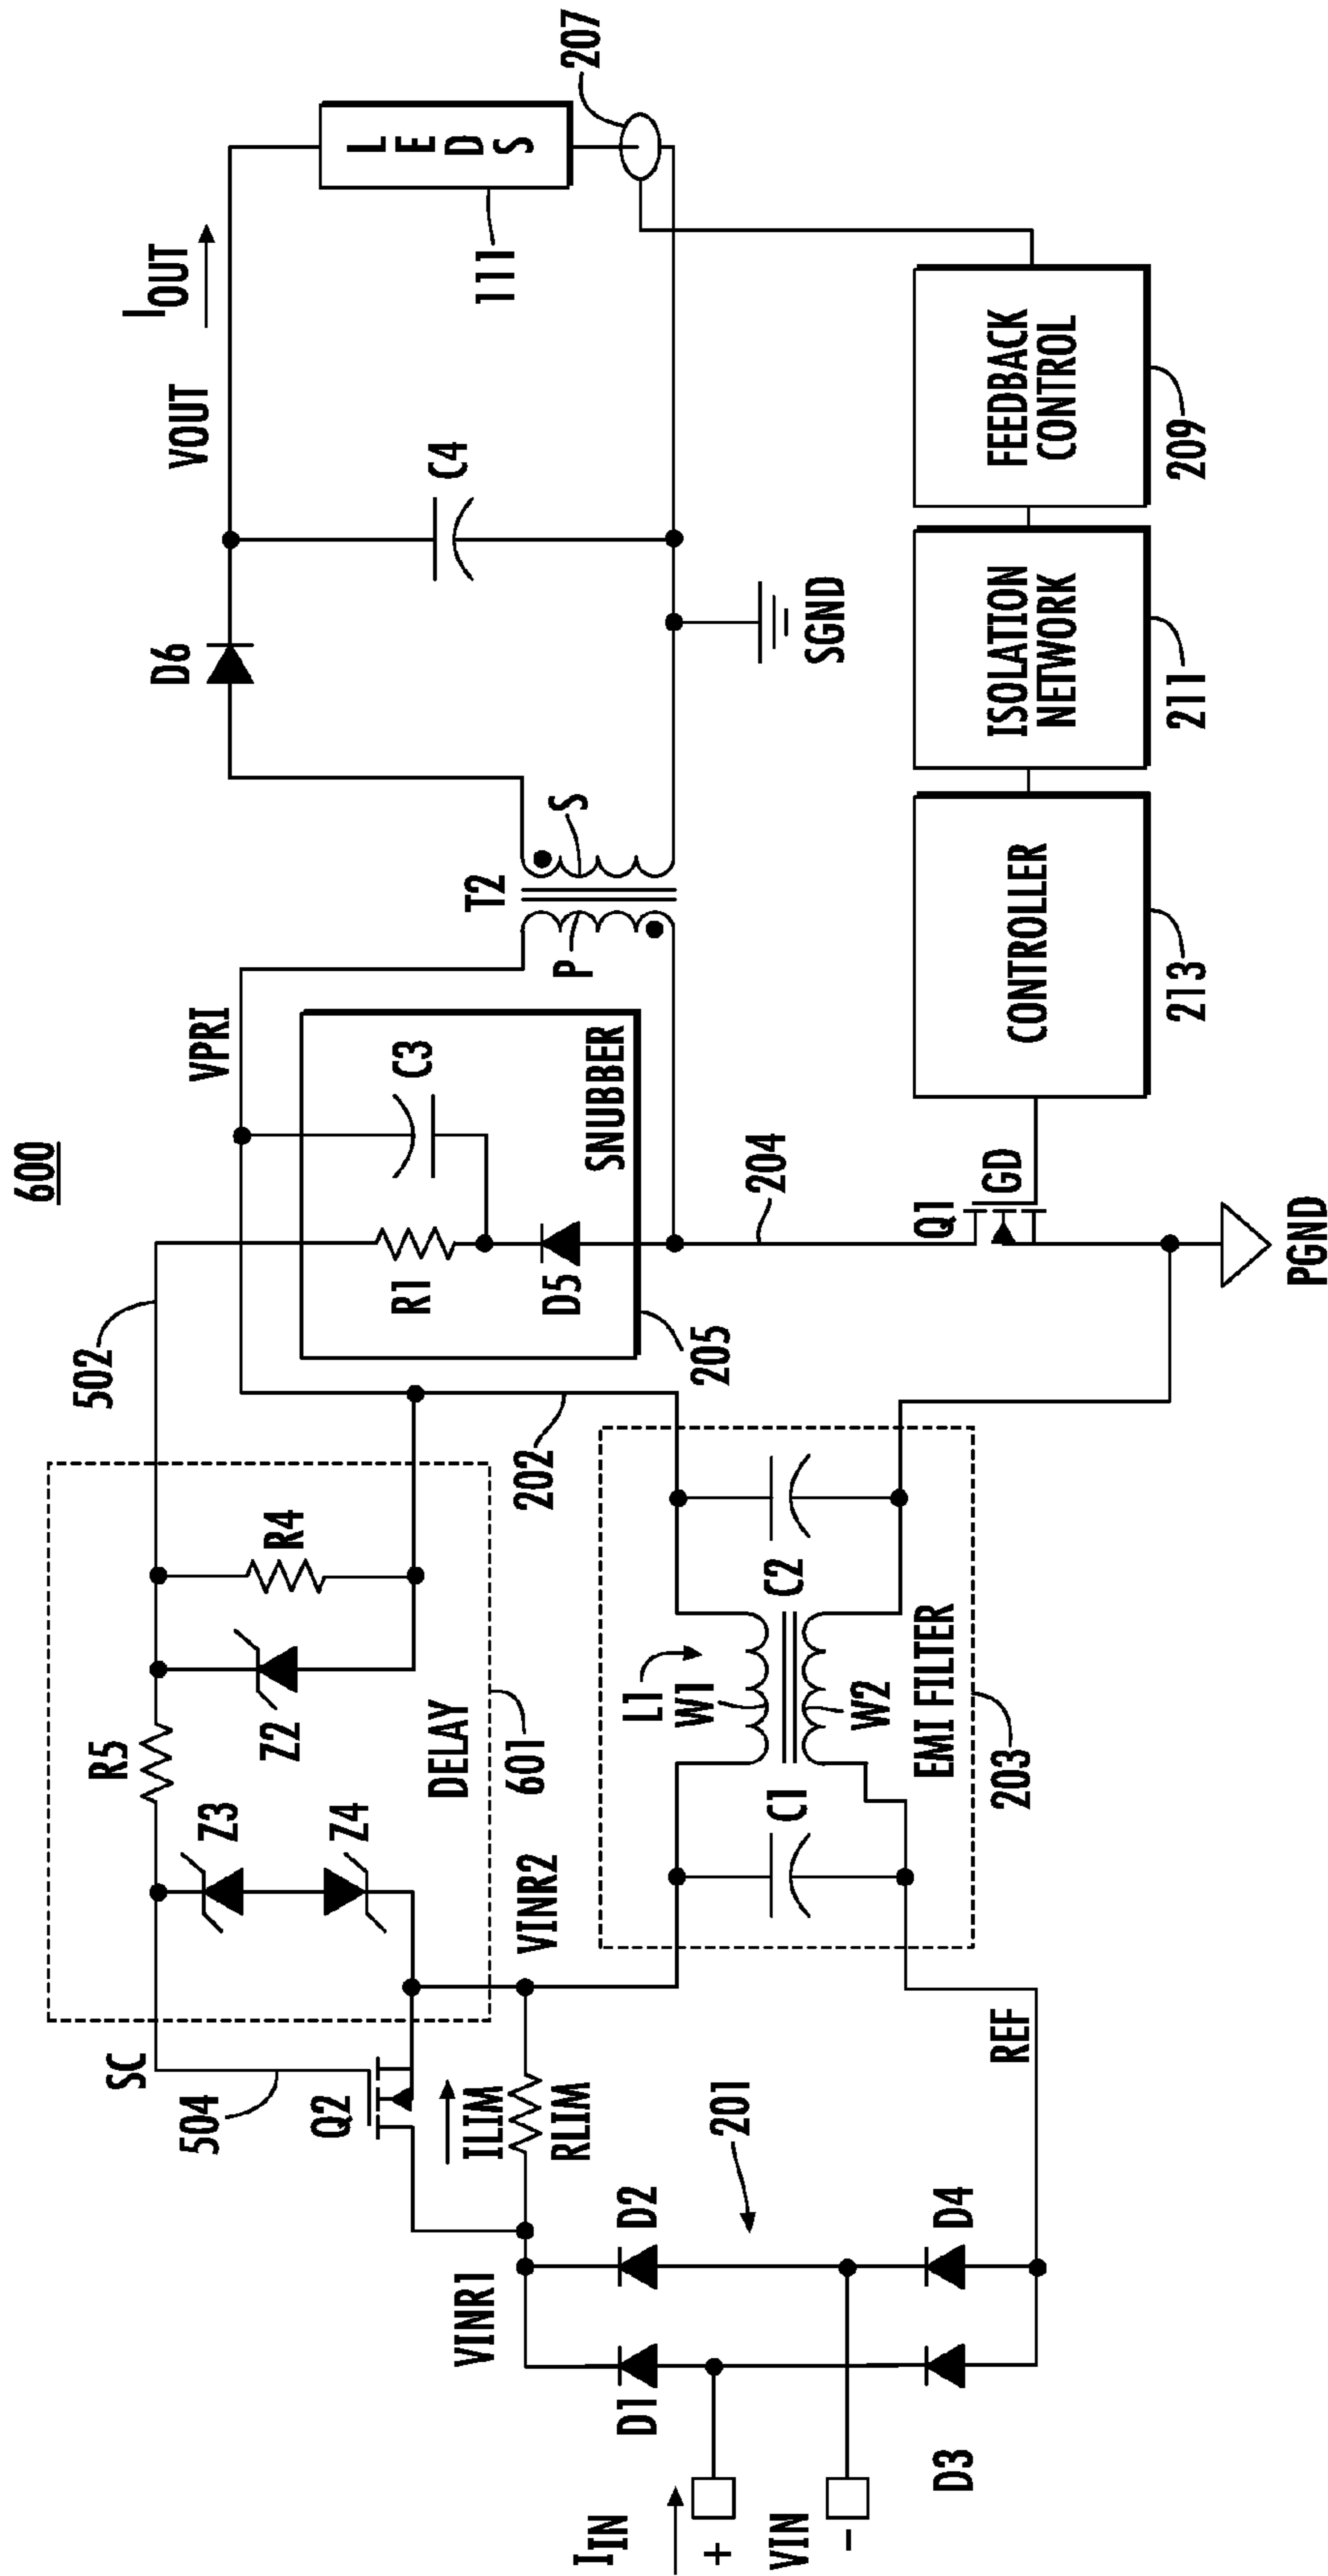 600
IIN
+
VIN
-
D1
D2
D3
D4
201
VINR1
ILIM
RLIM
VINR2
REF
Q2
504
SC
Z3
Z4
R5
Z2
R4
DELAY
601
502
202
L1
W1
W2
C1
C2
EMI FILTER
203
VPRI
R1
C3
D5
SNUBBER
205
204
Q1
GD
PGND
T2
P
S
D6
VOUT
IOUT
C4
SGND
LEDS
111
207
CONTROLLER
213
ISOLATION
NETWORK
211
FEEDBACK
CONTROL
209